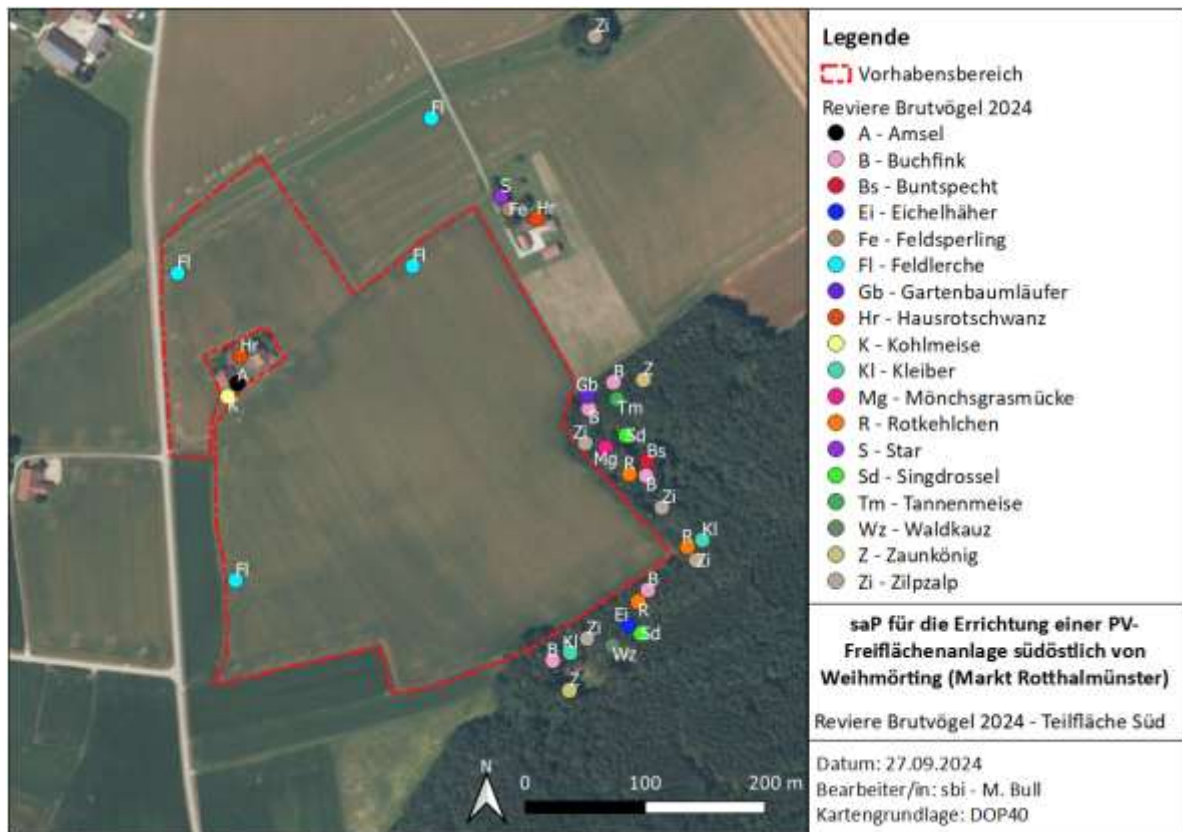 Zi
Fl
S
Fe
Hr
Fl
Fl
Hr
A
K
B
Z
Gb
Tm
B
Zi
Sd
Mg
Bs
R
B
Zi
Kl
R
Zi
Fl
B
R
Ei
Sd
Zi
Kl
Wz
B
Z
N
0 100 200 m
Legende
Vorhabensbereich
Reviere Brutvögel 2024
A - Amsel
B - Buchfink
Bs - Buntspecht
Ei - Eichelhäher
Fe - Feldsperling
Fl - Feldlerche
Gb - Gartenbaumläufer
Hr - Hausrotschwanz
K - Kohlmeise
Kl - Kleiber
Mg - Mönchsgrasmücke
R - Rotkehlchen
S - Star
Sd - Singdrossel
Tm - Tannenmeise
Wz - Waldkauz
Z - Zaunkönig
Zi - Zilpzalp
saP für die Errichtung einer PV-
Freiflächenanlage südöstlich von
Weihmörting (Markt Rotthalmünster)
Reviere Brutvögel 2024 - Teilfläche Süd
Datum: 27.09.2024
Bearbeiter/in: sbi - M. Bull
Kartengrundlage: DOP40